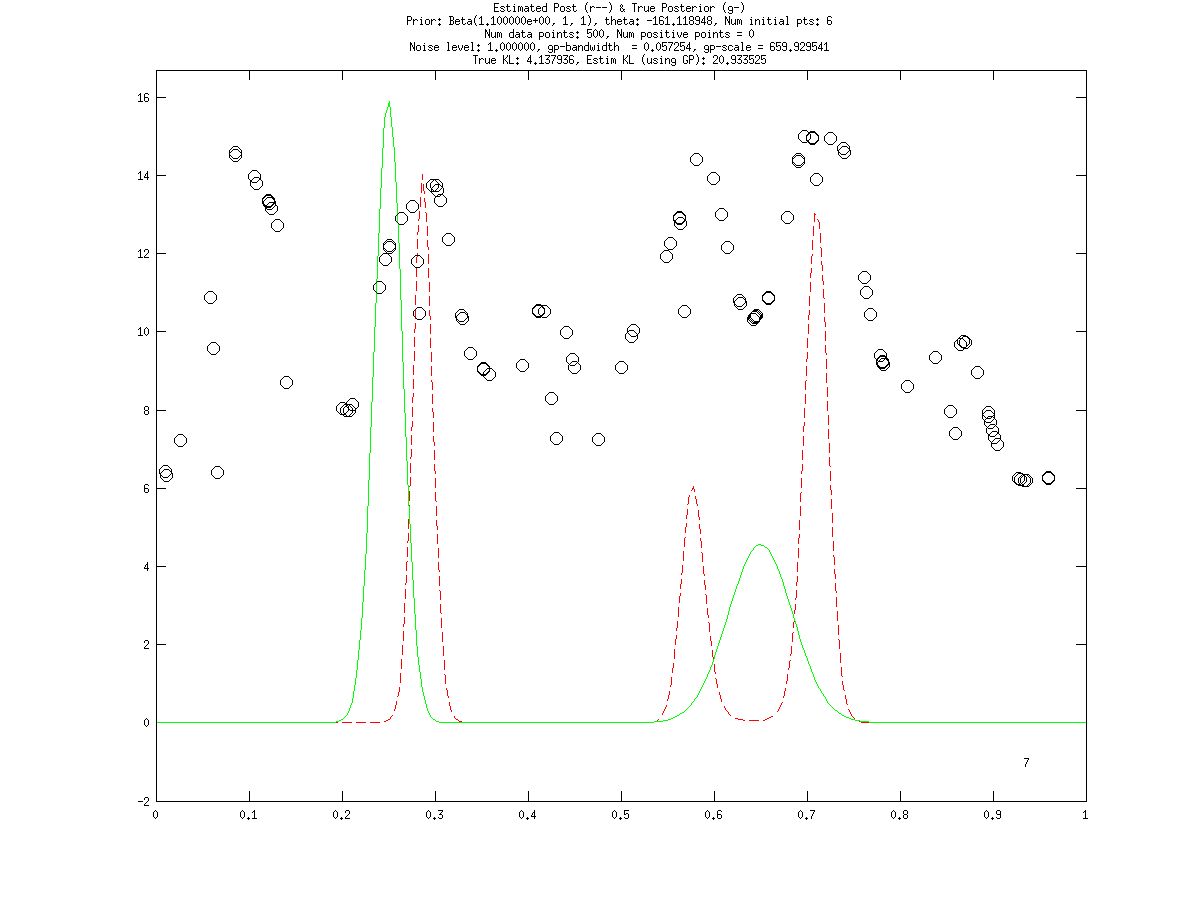 Estimated Post (r--) & True Posterior (g-)
Prior: Beta(1.100000e+00, 1, 1), theta: -161.118948, Num initial pts: 6
Num data points: 500, Num positive points = 0
Noise level: 1.000000, gp-bandwidth  = 0.057254, gp-scale = 659.929541
True KL: 4.137936, Estim KL (using GP): 20.933525
16
14
12
10
8
6
4
2
0
7
-2
0 0.1 0.2 0.3 0.4 0.5 0.6 0.7 0.8 0.9 1